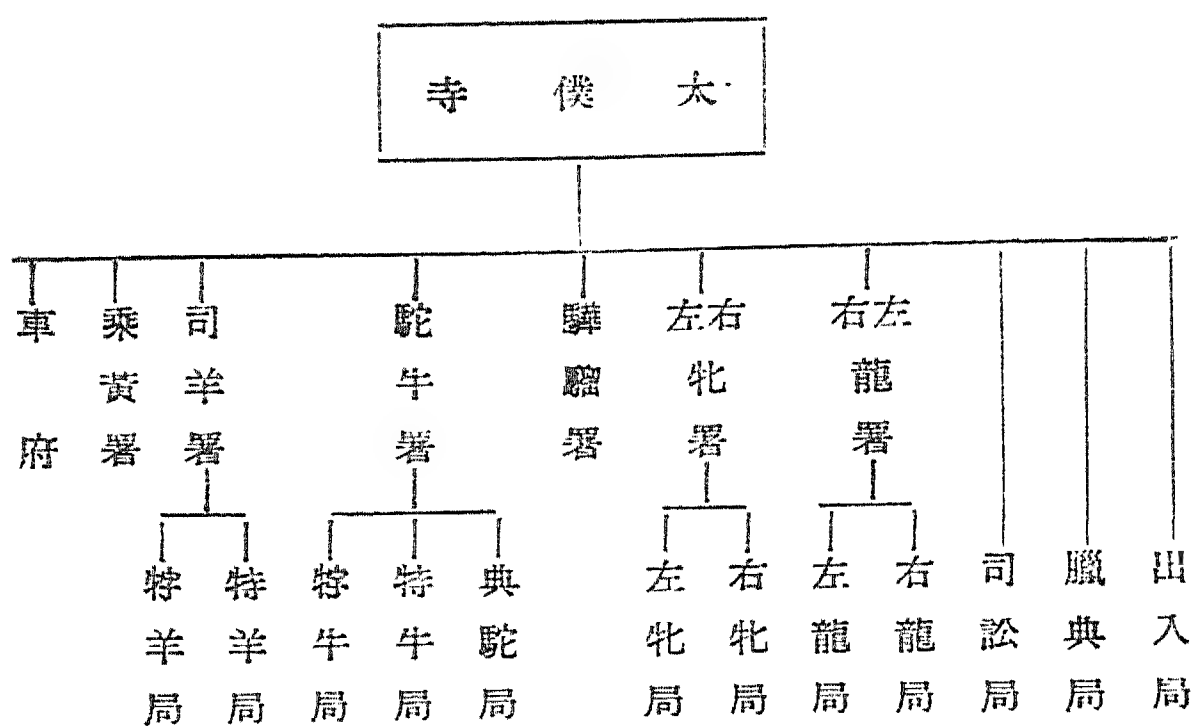 太僕寺
左右龍署
右左牝署
驊騮署
駝牛署
司羊署
乘黃署
車府
出入局
臘典局
司訟局
右龍局
左龍局
右牝局
左牝局
典駝局
特牛局
牸牛局
特羊局
牸羊局